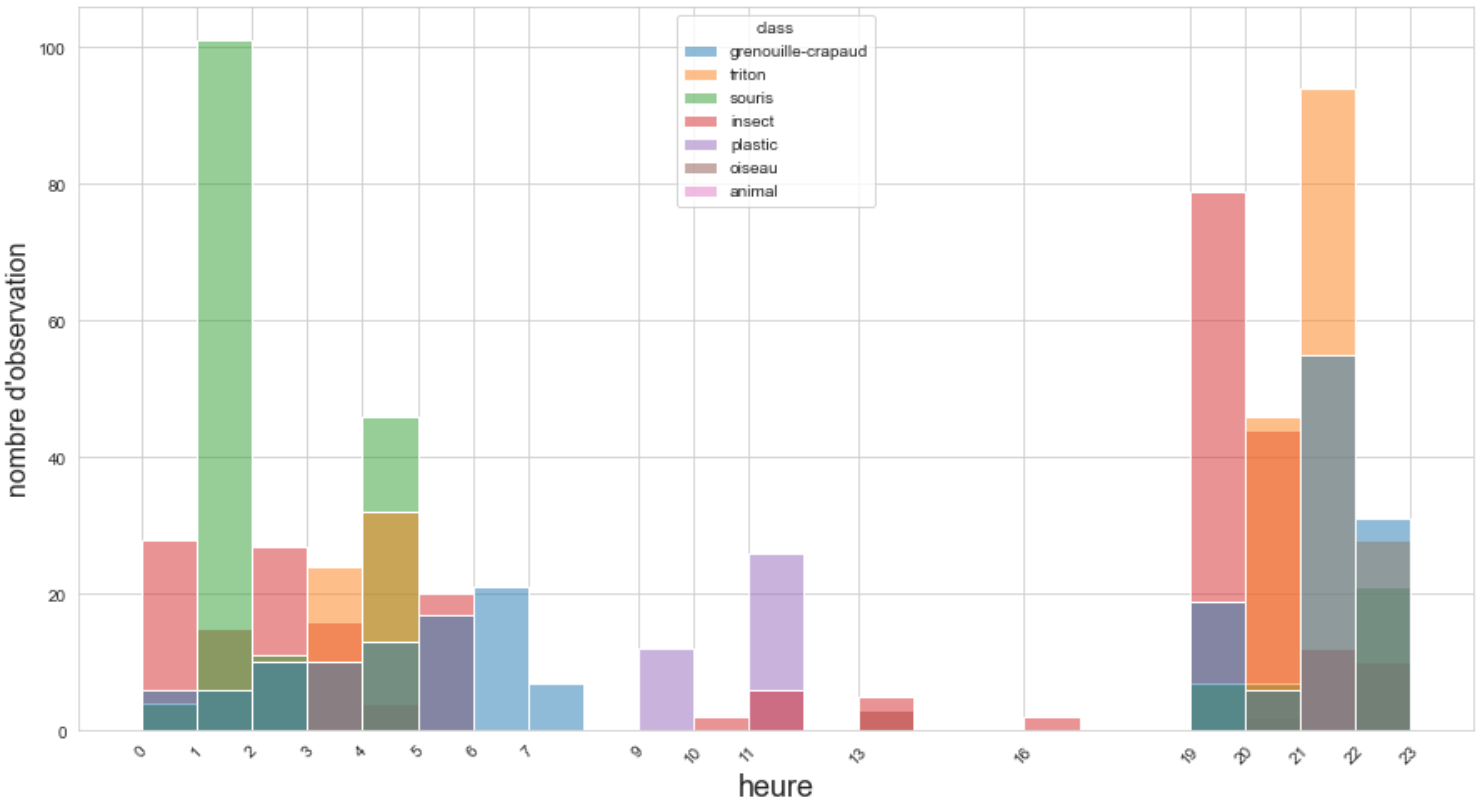 class
grenouille-crapaud
triton
souris
insect
plastic
oiseau
animal
100
80
60
40
20
0
nombre d'observation
0 1 2 3 4 5 6 7 9 10 11 13 16 19 20 21 22 23
heure